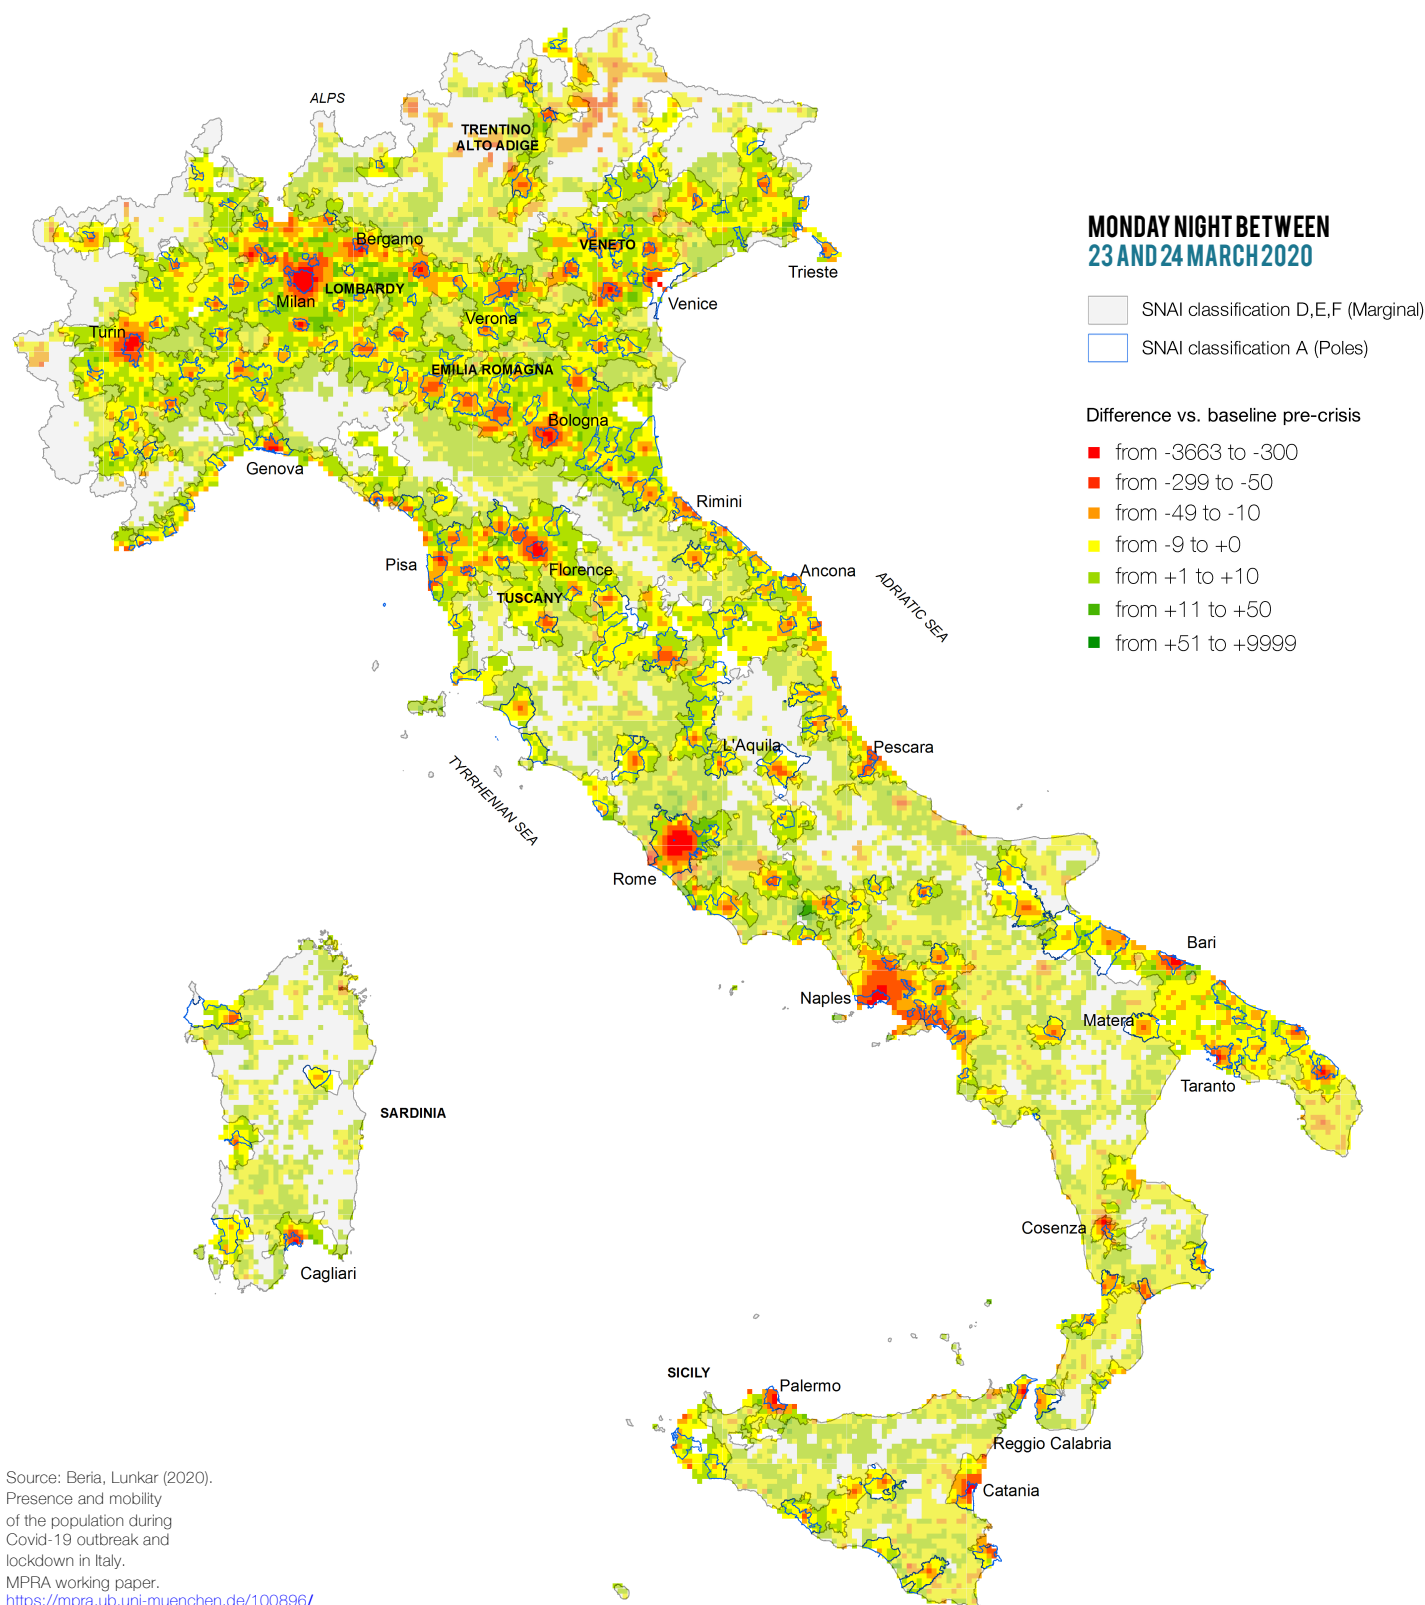 ALPS
TRENTINO
ALTO ADIGE
Bergamo
VENETO
Trieste
Milan
LOMBARDY
Venice
Turin
Verona
EMILIA ROMAGNA
Bologna
Genova
Rimini
Pisa
Florence
Ancona
TUSCANY
ADRIATIC SEA
L'Aquila
Pescara
TYRRHENIAN SEA
Rome
Bari
Naples
Matera
Taranto
SARDINIA
Cosenza
Cagliari
SICILY
Palermo
Reggio Calabria
Catania
MONDAY NIGHT BETWEEN
23 AND 24 MARCH 2020
SNAI classification D,E,F (Marginal)
SNAI classification A (Poles)
Difference vs. baseline pre-crisis
from -3663 to -300
from -299 to -50
from -49 to -10
from -9 to +0
from +1 to +10
from +11 to +50
from +51 to +9999
Source: Beria, Lunkar (2020).
Presence and mobility
of the population during
Covid-19 outbreak and
lockdown in Italy.
MPRA working paper.
https://mpra.ub.uni-muenchen.de/100896/